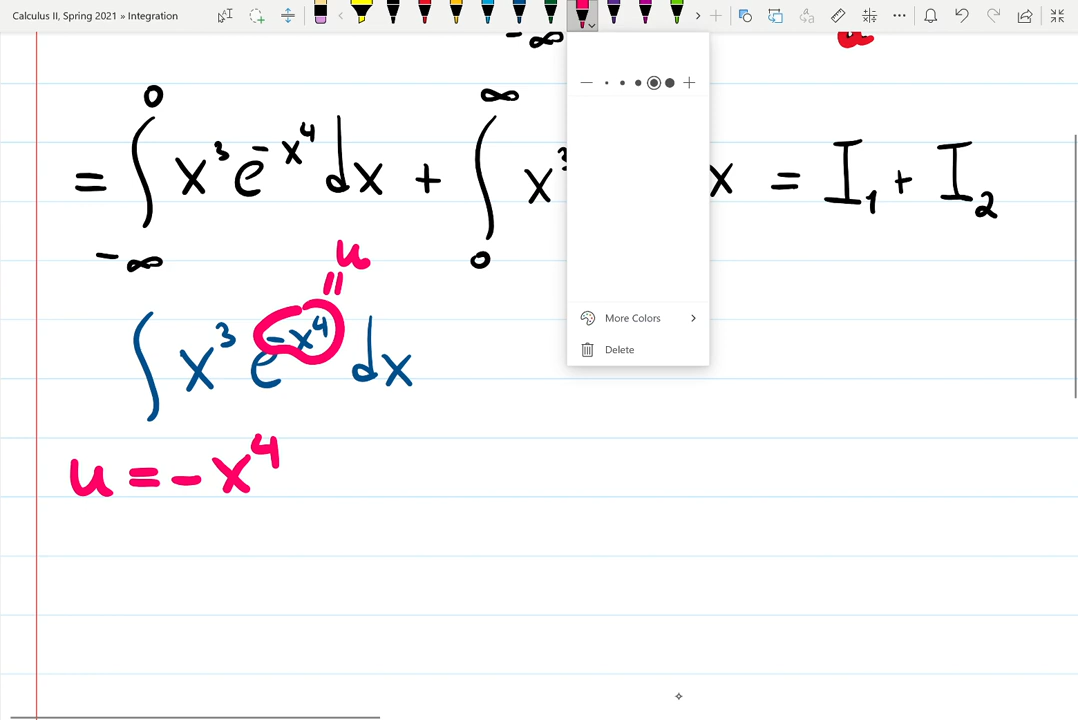 Calculus II, Spring 2021 » Integration
-∞
= ∫_{-∞}^{0} x³ e^{-x⁴} dx + ∫_{0}^{∞} x³ x = I₁ + I₂
u
=
∫ x³ e^{-x⁴} dx
u = -x⁴
More Colors
Delete